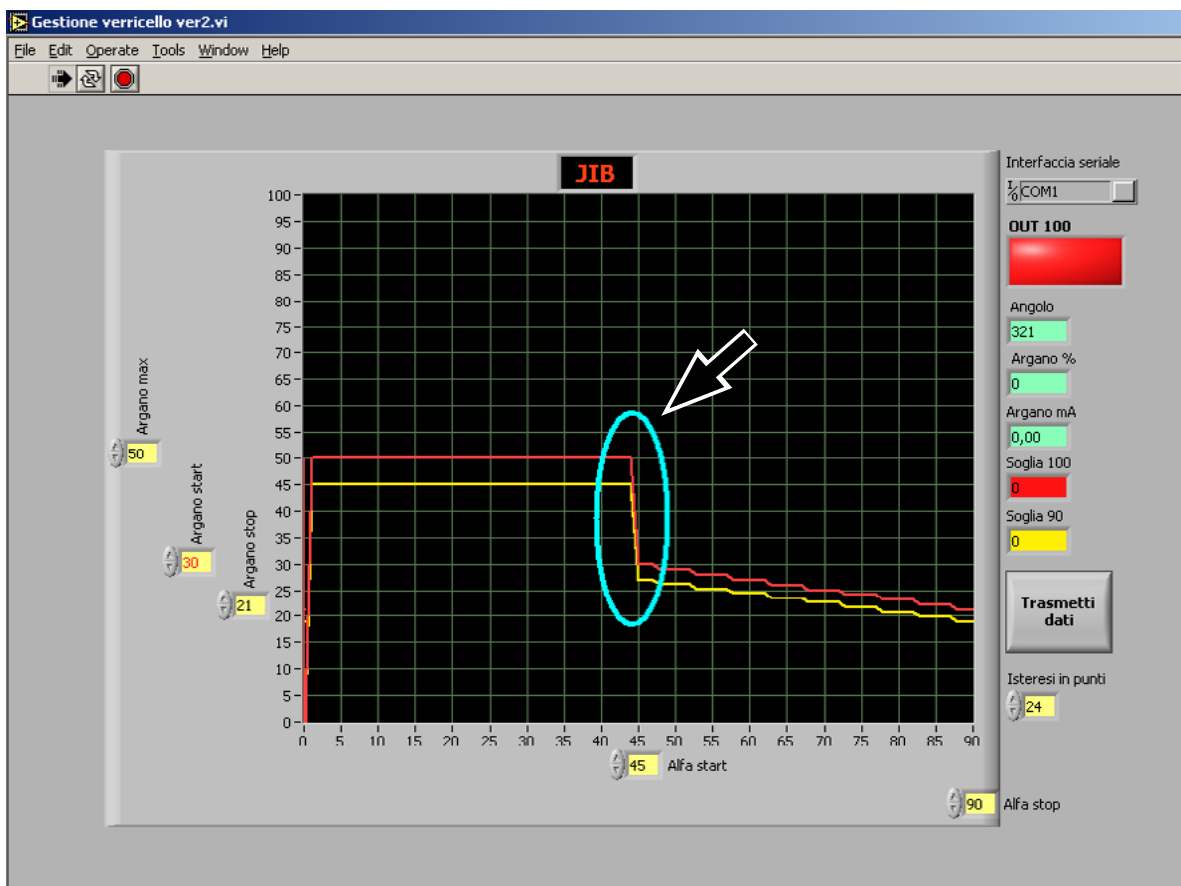 Gestione verricello ver2.vi
File Edit Operate Tools Window Help
JIB
Interfaccia seriale
I/O COM1
OUT 100
Angolo
321
Argano %
0
Argano mA
0,00
Soglia 100
0
Soglia 90
0
Trasmetti
dati
Isteresi in punti
24
Argano max
50
Argano start
30
Argano stop
21
100
95
90
85
80
75
70
65
60
55
50
45
40
35
30
25
20
15
10
5
0
0 5 10 15 20 25 30 35 40 45 50 55 60 65 70 75 80 85 90
45 Alfa start
90 Alfa stop